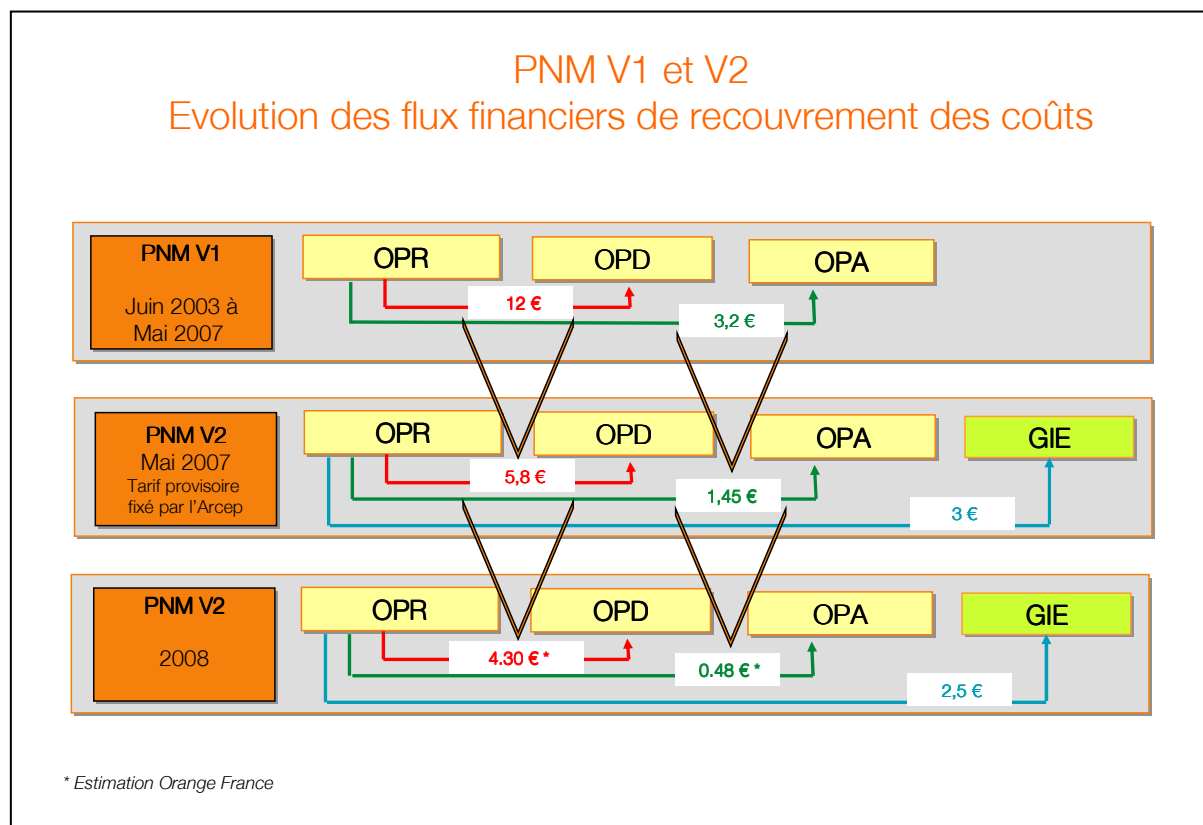 PNM V1 et V2
Evolution des flux financiers de recouvrement des coûts
PNM V1
Juin 2003 à
Mai 2007
OPR
OPD
OPA
12 €
3,2 €
PNM V2
Mai 2007
Tarif provisoire
fixé par l'Arcep
OPR
OPD
OPA
GIE
5,8 €
1,45 €
3 €
PNM V2
2008
OPR
OPD
OPA
GIE
4.30 € *
0.48 € *
2,5 €
* Estimation Orange France